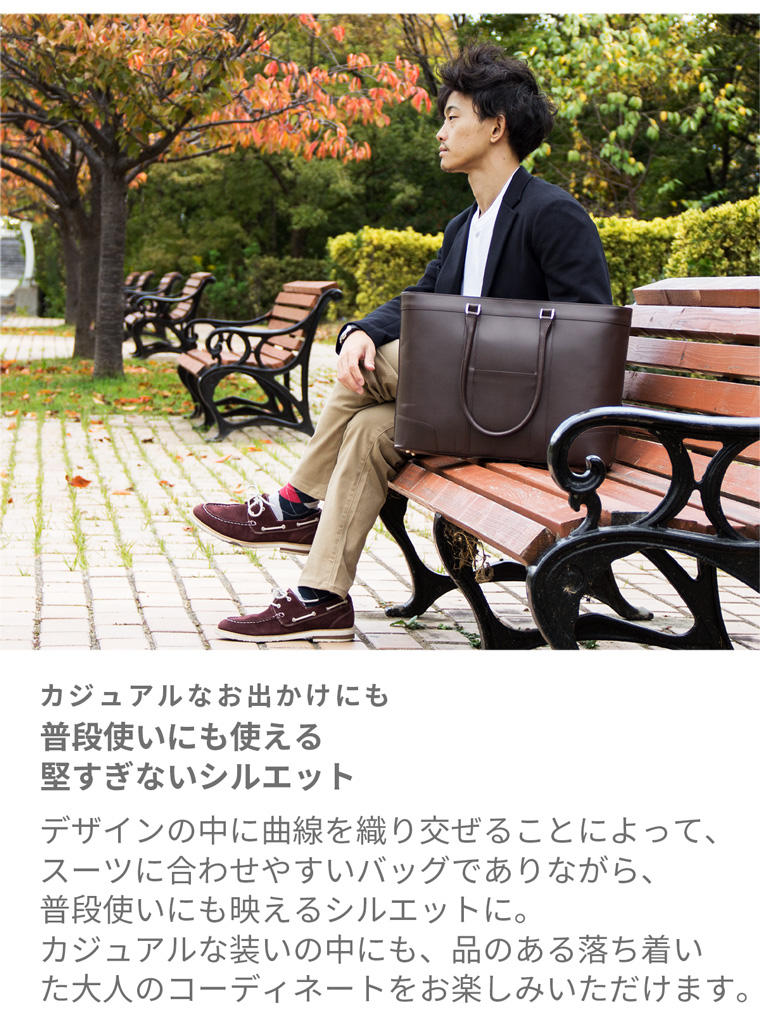 カジュアルなお出かけにも
普段使いにも使える
堅すぎないシルエット
デザインの中に曲線を織り交ぜることによって、
スーツに合わせやすいバッグでありながら、
普段使いにも映えるシルエットに。
カジュアルな装いの中にも、品のある落ち着い
た大人のコーディネートをお楽しみいただけます。